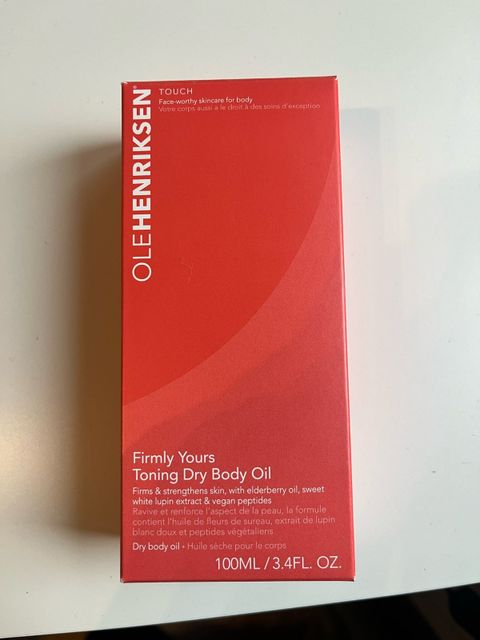 OLEHENRIKSEN®
TOUCH
Face-worthy skincare for body
Votre corps aussi a le droit à des soins d'exception
Firmly Yours
Toning Dry Body Oil
Firms & strengthens skin, with elderberry oil, sweet
white lupin extract & vegan peptides
Ravive et renforce l'aspect de la peau, la formule
contient l'huile de fleurs de sureau, extrait de lupin
blanc doux et peptides végétaliens
Dry body oil • Huile sèche pour le corps
100ML / 3.4FL. OZ.